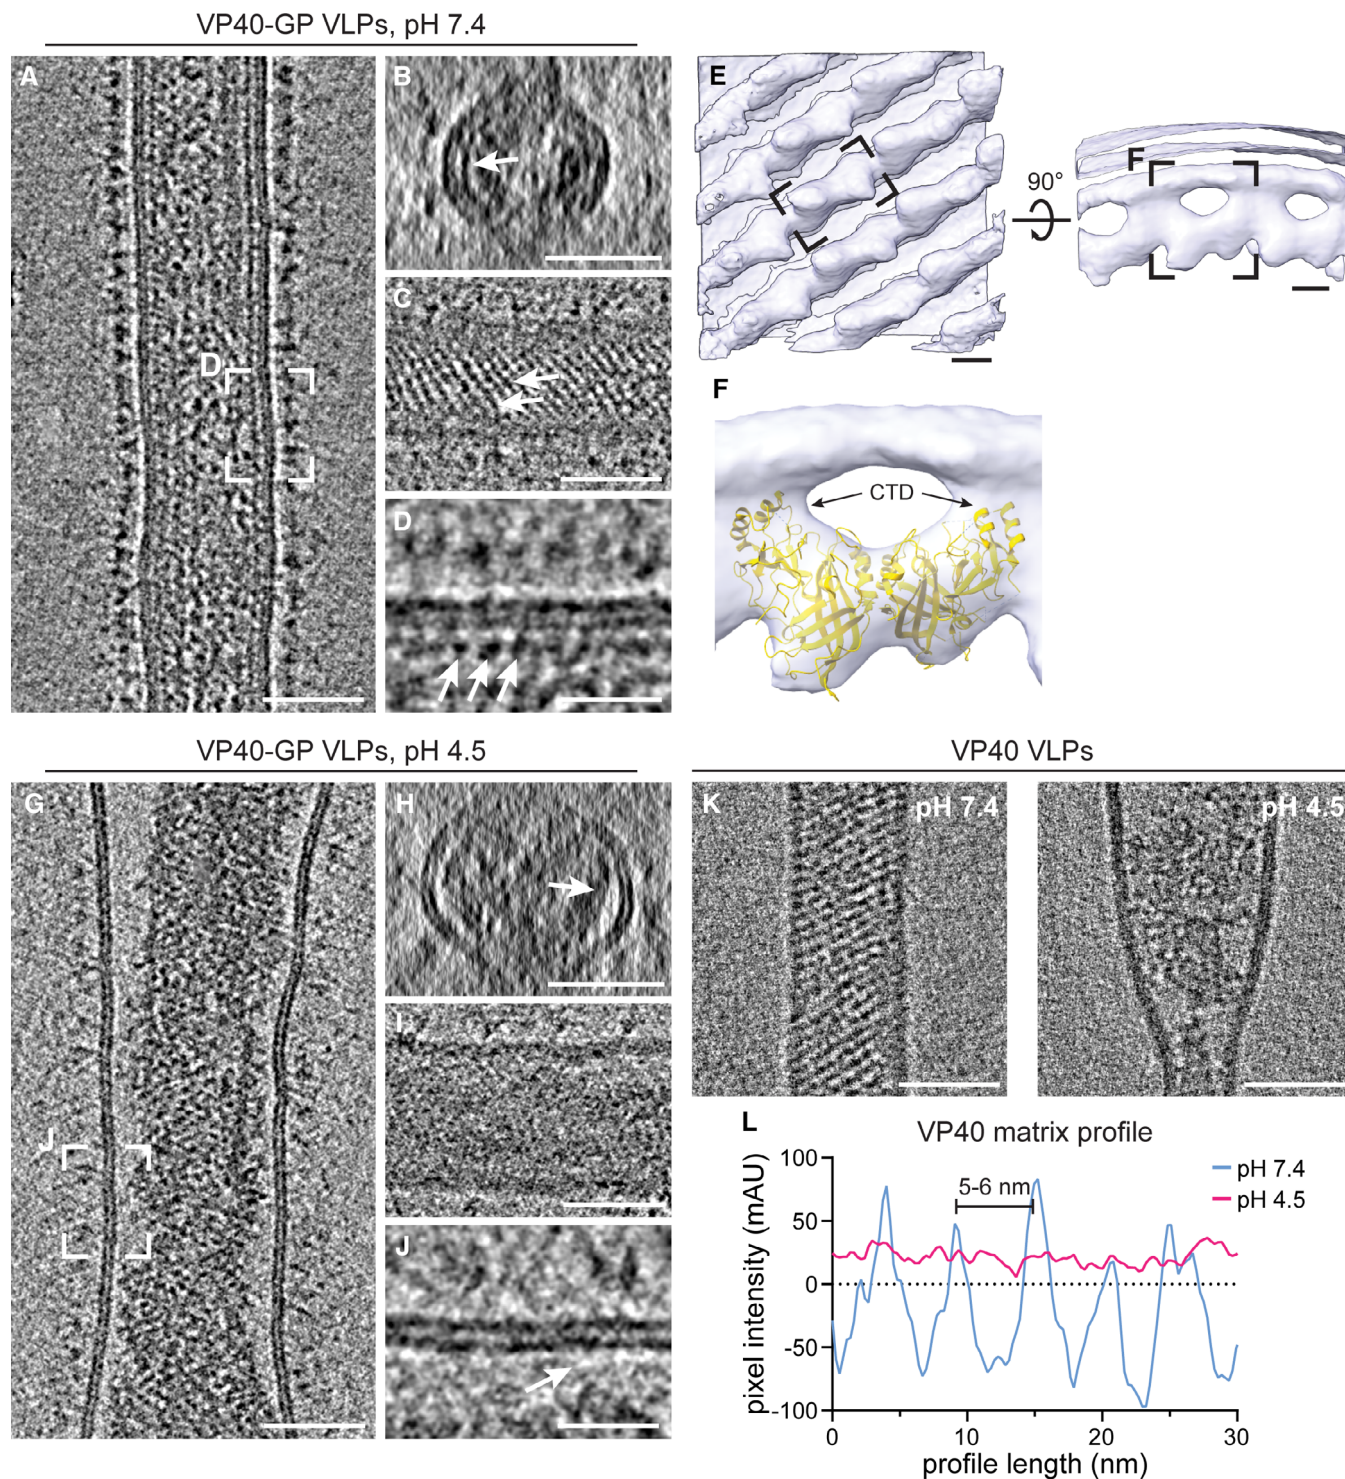 VP40-GP VLPs, pH 7.4
A
B
C
D
D
E
F
90°
F
CTD
VP40-GP VLPs, pH 4.5
G
H
I
J
J
VP40 VLPs
K
pH 7.4
pH 4.5
L
VP40 matrix profile
pH 7.4
pH 4.5
5-6 nm
pixel intensity (mAU)
100
50
0
-50
-100
0
10
20
30
profile length (nm)